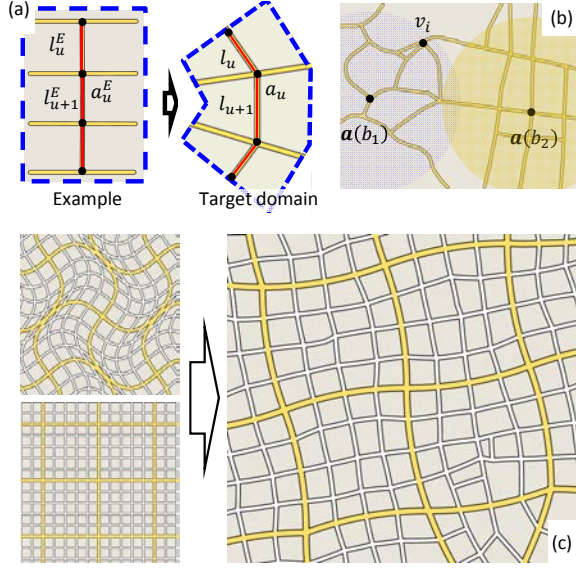 (a)
l_u^E
l_{u+1}^E
a_u^E
Example
l_u
a_u
l_{u+1}
Target domain
v_i
(b)
a(b_1)
a(b_2)
(c)